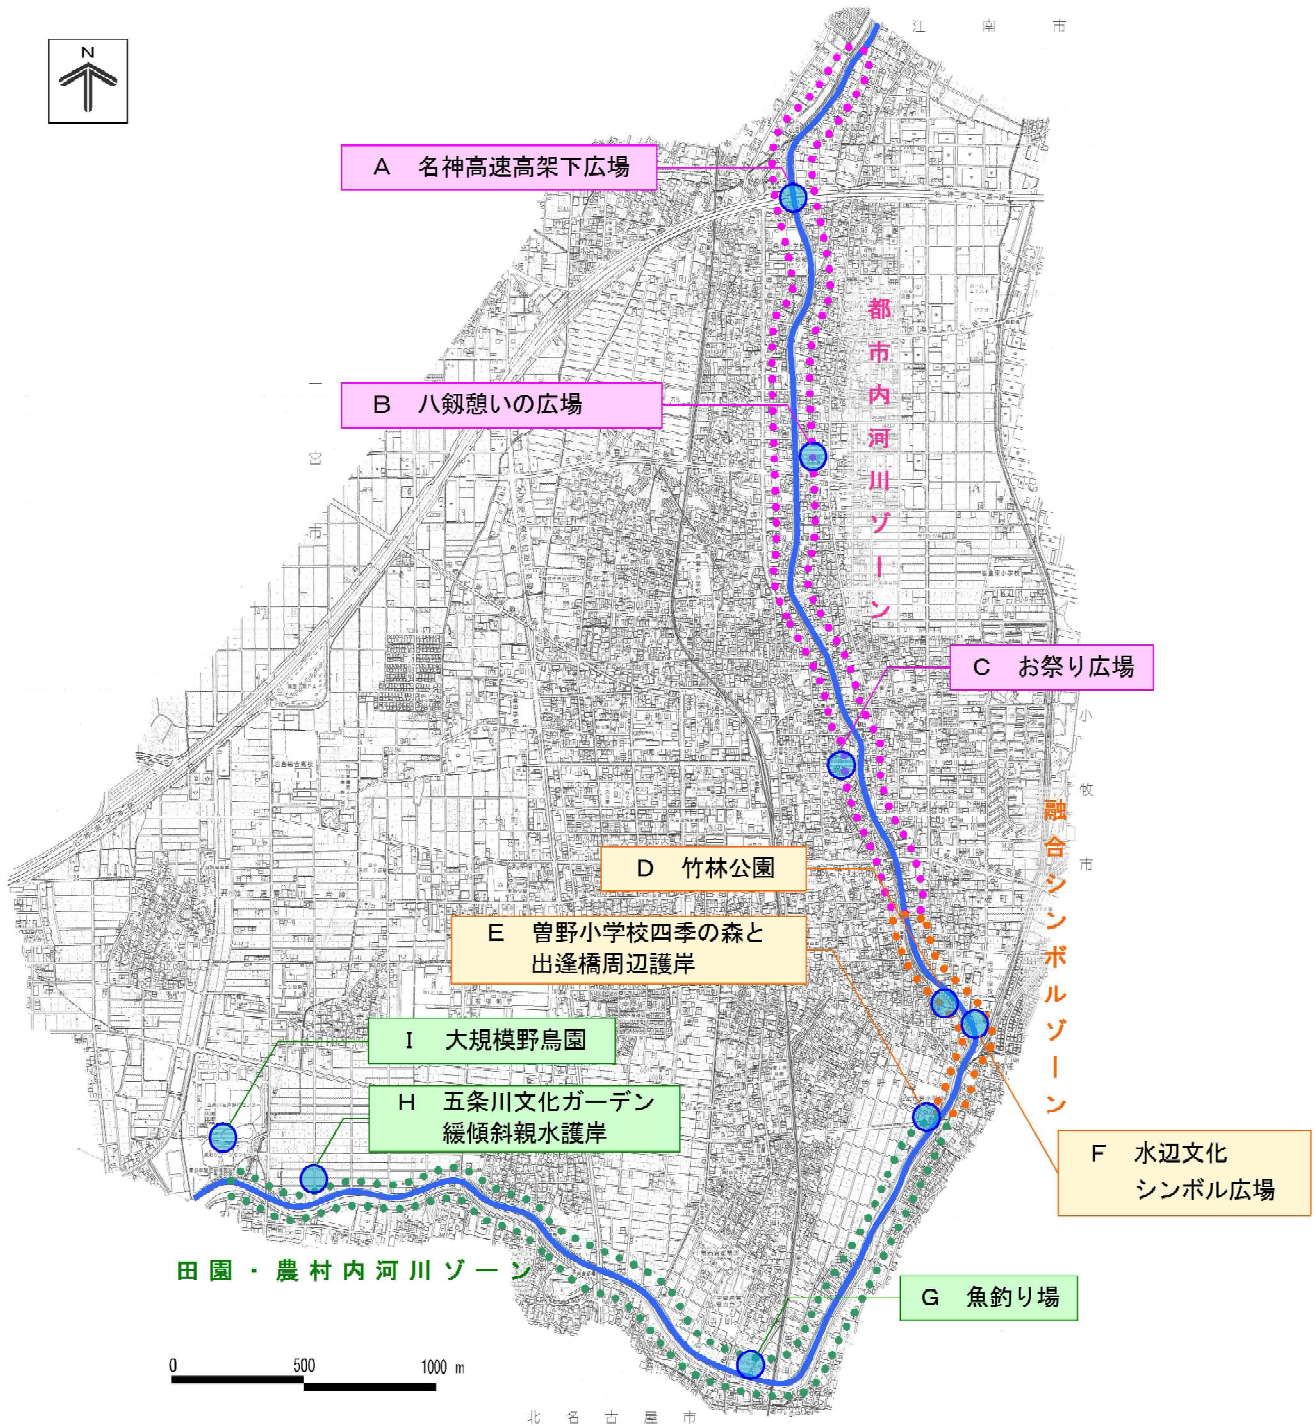 江南市
N
A 名神高速高架下広場
都市内河川ゾーン
一宮市
B 八剱憩いの広場
C お祭り広場
小牧市
融合シンボルゾーン
D 竹林公園
E 曽野小学校四季の森と
出逢橋周辺護岸
I 大規模野鳥園
H 五条川文化ガーデン
緩傾斜親水護岸
F 水辺文化
シンボル広場
田園・農村内河川ゾーン
G 魚釣り場
0 500 1000 m
北名古屋市